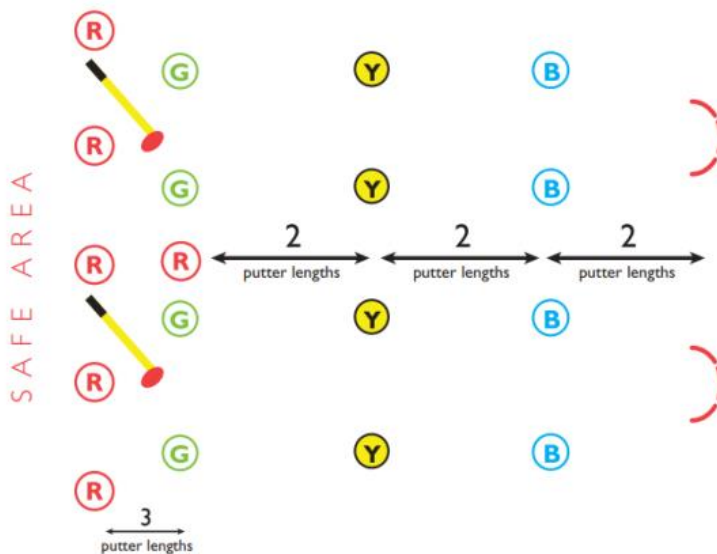 R
G Y B
R
G Y B
SAFE AREA
2 2 2
putter lengths putter lengths putter lengths
R R
G Y B
R
G Y B
R
3
putter lengths